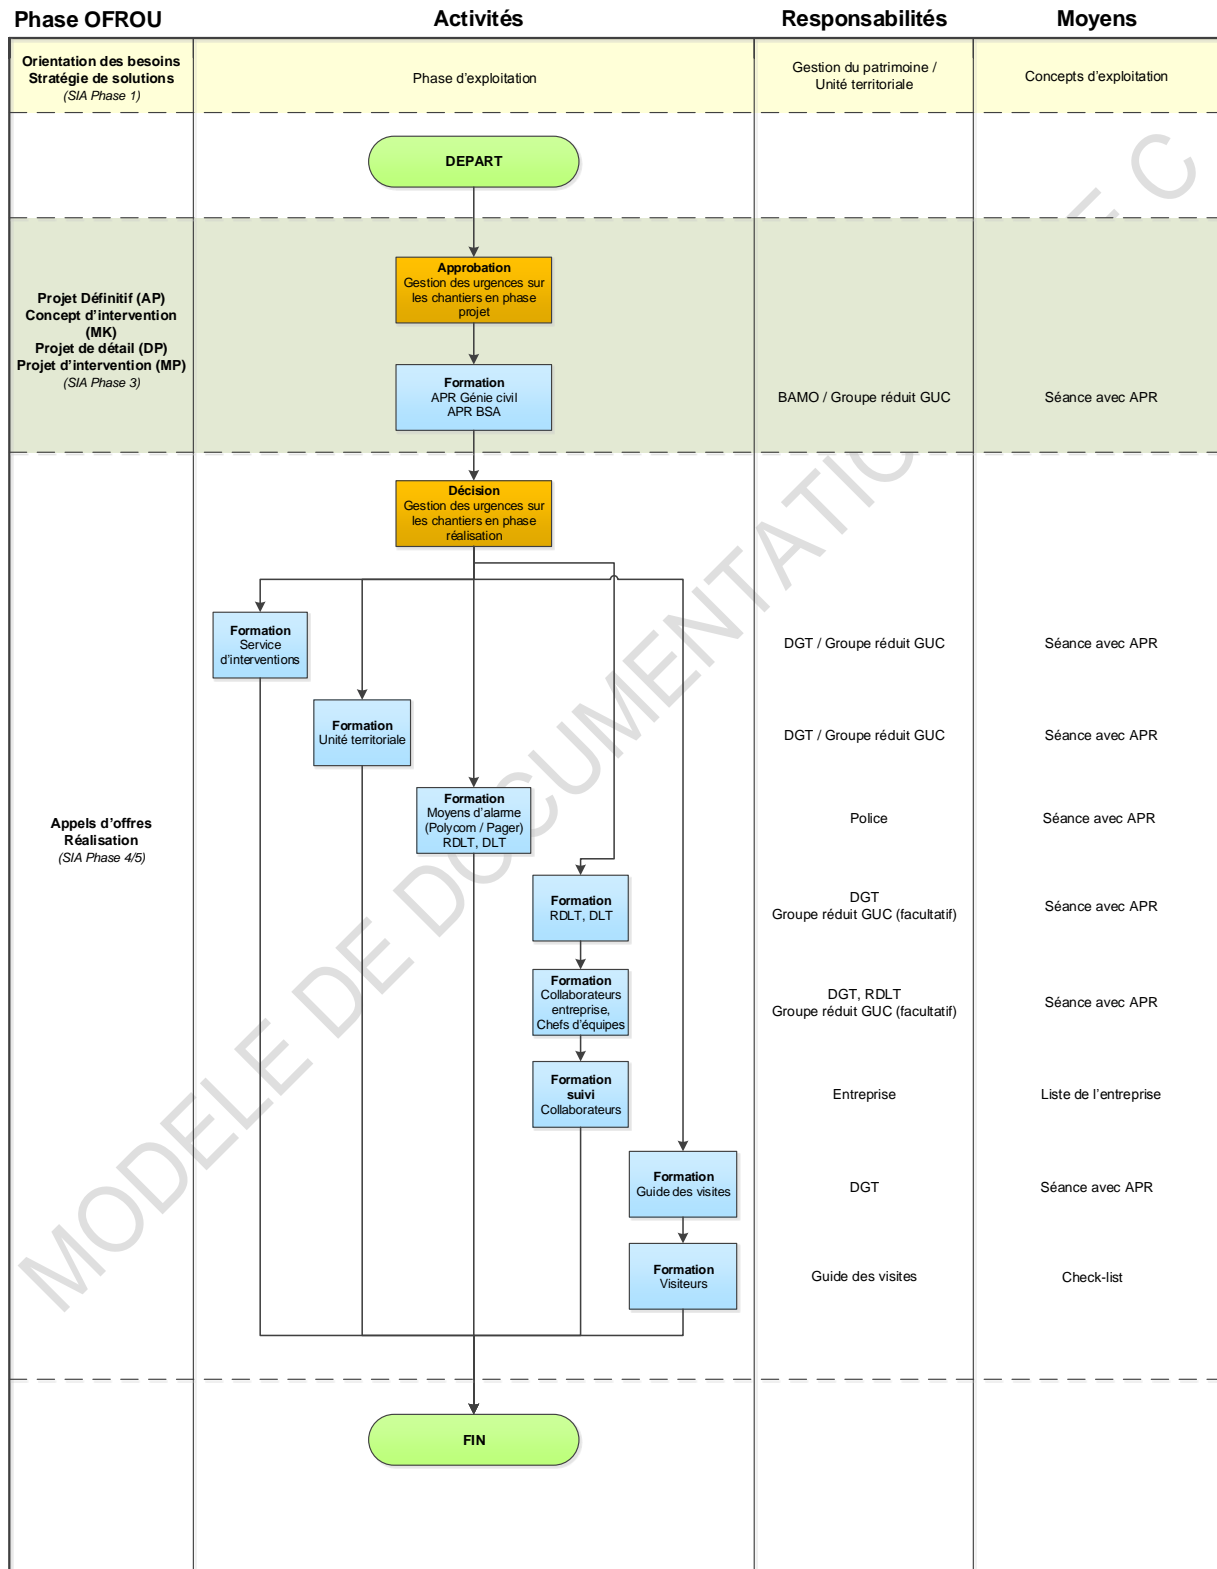 Phase OFROU
Activités
Responsabilités
Moyens
Orientation des besoins
Stratégie de solutions
(SIA Phase 1)
Phase d'exploitation
Gestion du patrimoine /
Unité territoriale
Concepts d'exploitation
DEPART
Projet Définitif (AP)
Concept d'intervention
(MK)
Projet de détail (DP)
Projet d'intervention (MP)
(SIA Phase 3)
Approbation
Gestion des urgences sur
les chantiers en phase
projet
Formation
APR Génie civil
APR BSA
BAMO / Groupe réduit GUC
Séance avec APR
Décision
Gestion des urgences sur
les chantiers en phase
réalisation
Formation
Service
d'interventions
DGT / Groupe réduit GUC
Séance avec APR
Formation
Unité territoriale
DGT / Groupe réduit GUC
Séance avec APR
Appels d'offres
Réalisation
(SIA Phase 4/5)
Formation
Moyens d'alarme
(Polycom / Pager)
RDLT, DLT
Police
Séance avec APR
Formation
RDLT, DLT
DGT
Groupe réduit GUC (facultatif)
Séance avec APR
Formation
Collaborateurs
entreprise,
Chefs d'équipes
DGT, RDLT
Groupe réduit GUC (facultatif)
Séance avec APR
Formation
suivi
Collaborateurs
Entreprise
Liste de l'entreprise
Formation
Guide des visites
DGT
Séance avec APR
Formation
Visiteurs
Guide des visites
Check-list
FIN
MODELE DE DOCUMENTATIO E C